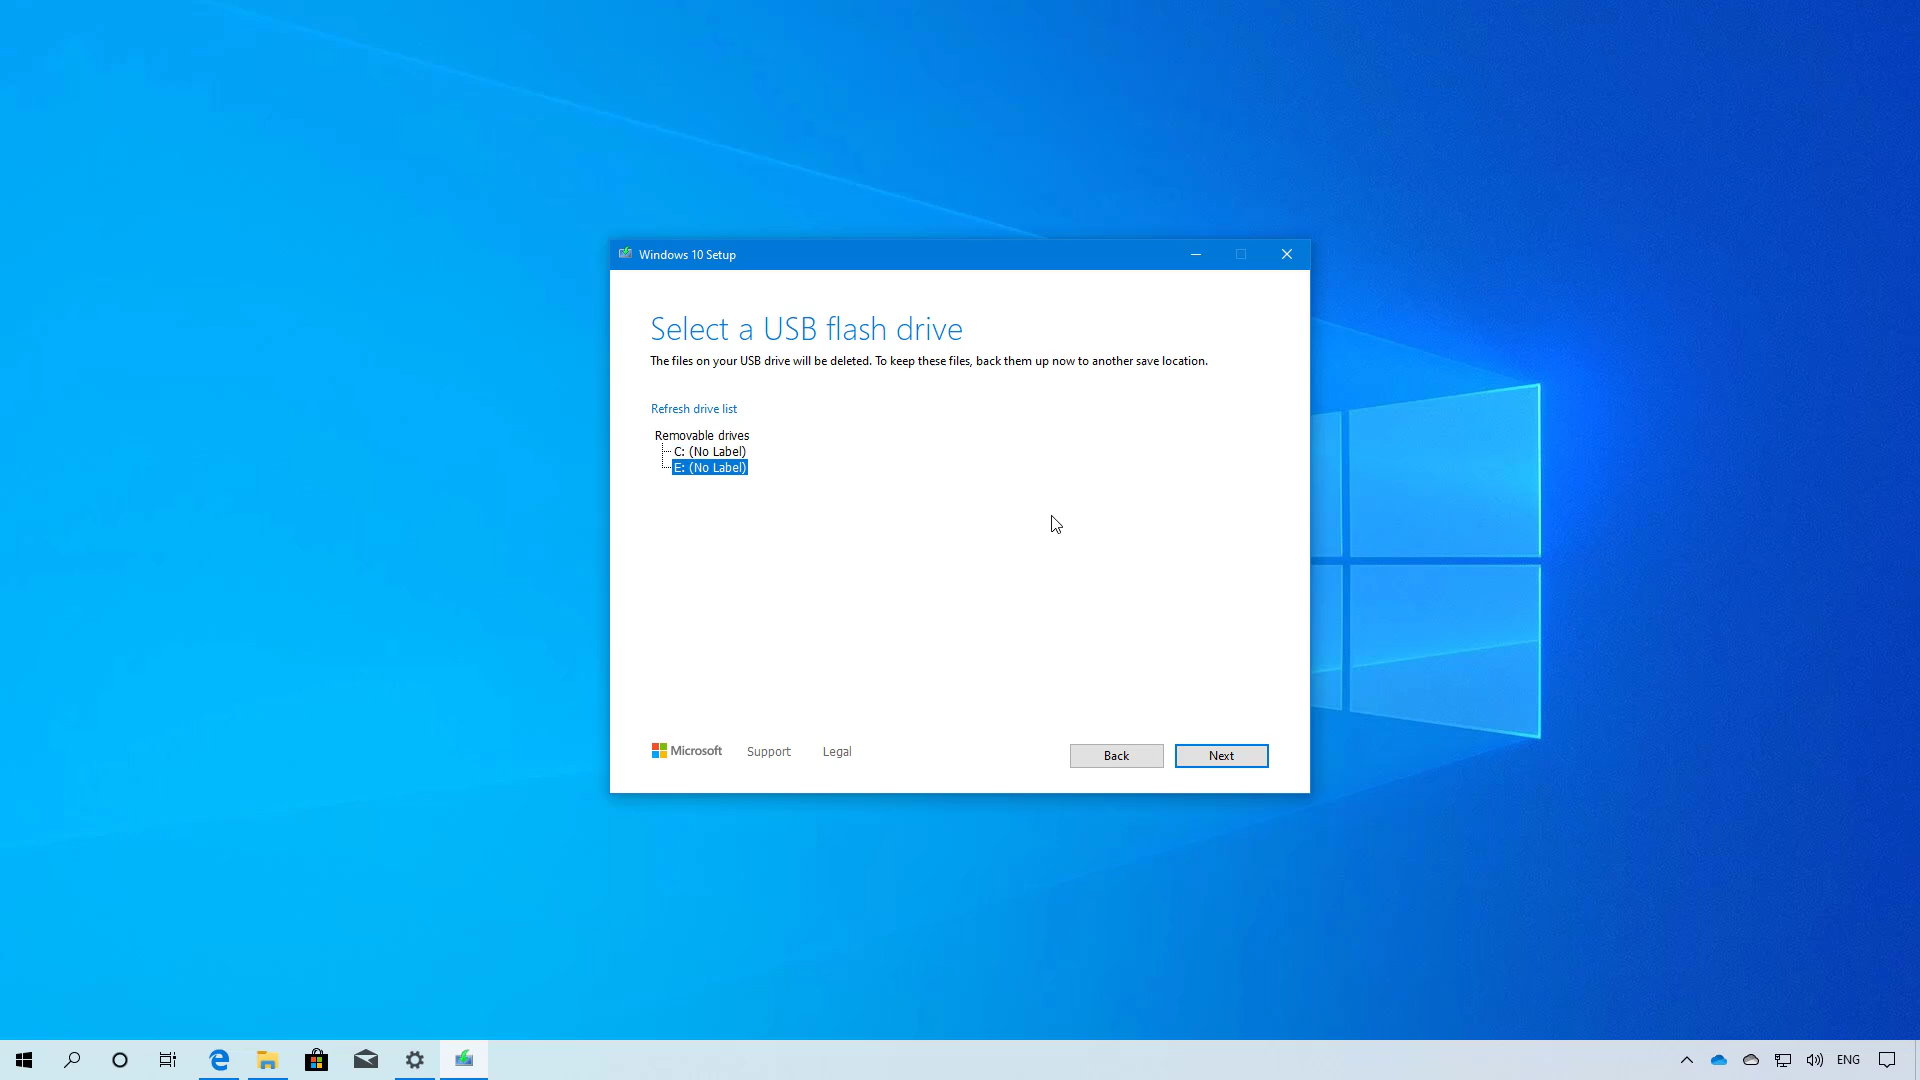 Windows 10 Setup
Select a USB flash drive
The files on your USB drive will be deleted. To keep these files, back them up now to another save location.
Refresh drive list
Removable drives
C: (No Label)
E: (No Label)
Microsoft
Support
Legal
Back
Next
ENG